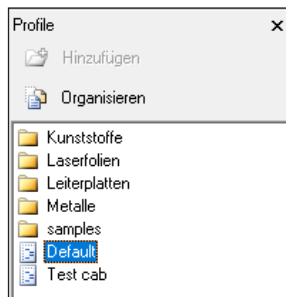 Profile
Hinzufügen
Organisieren
Kunststoffe
Laserfolien
Leiterplatten
Metalle
samples
Default
Test cab